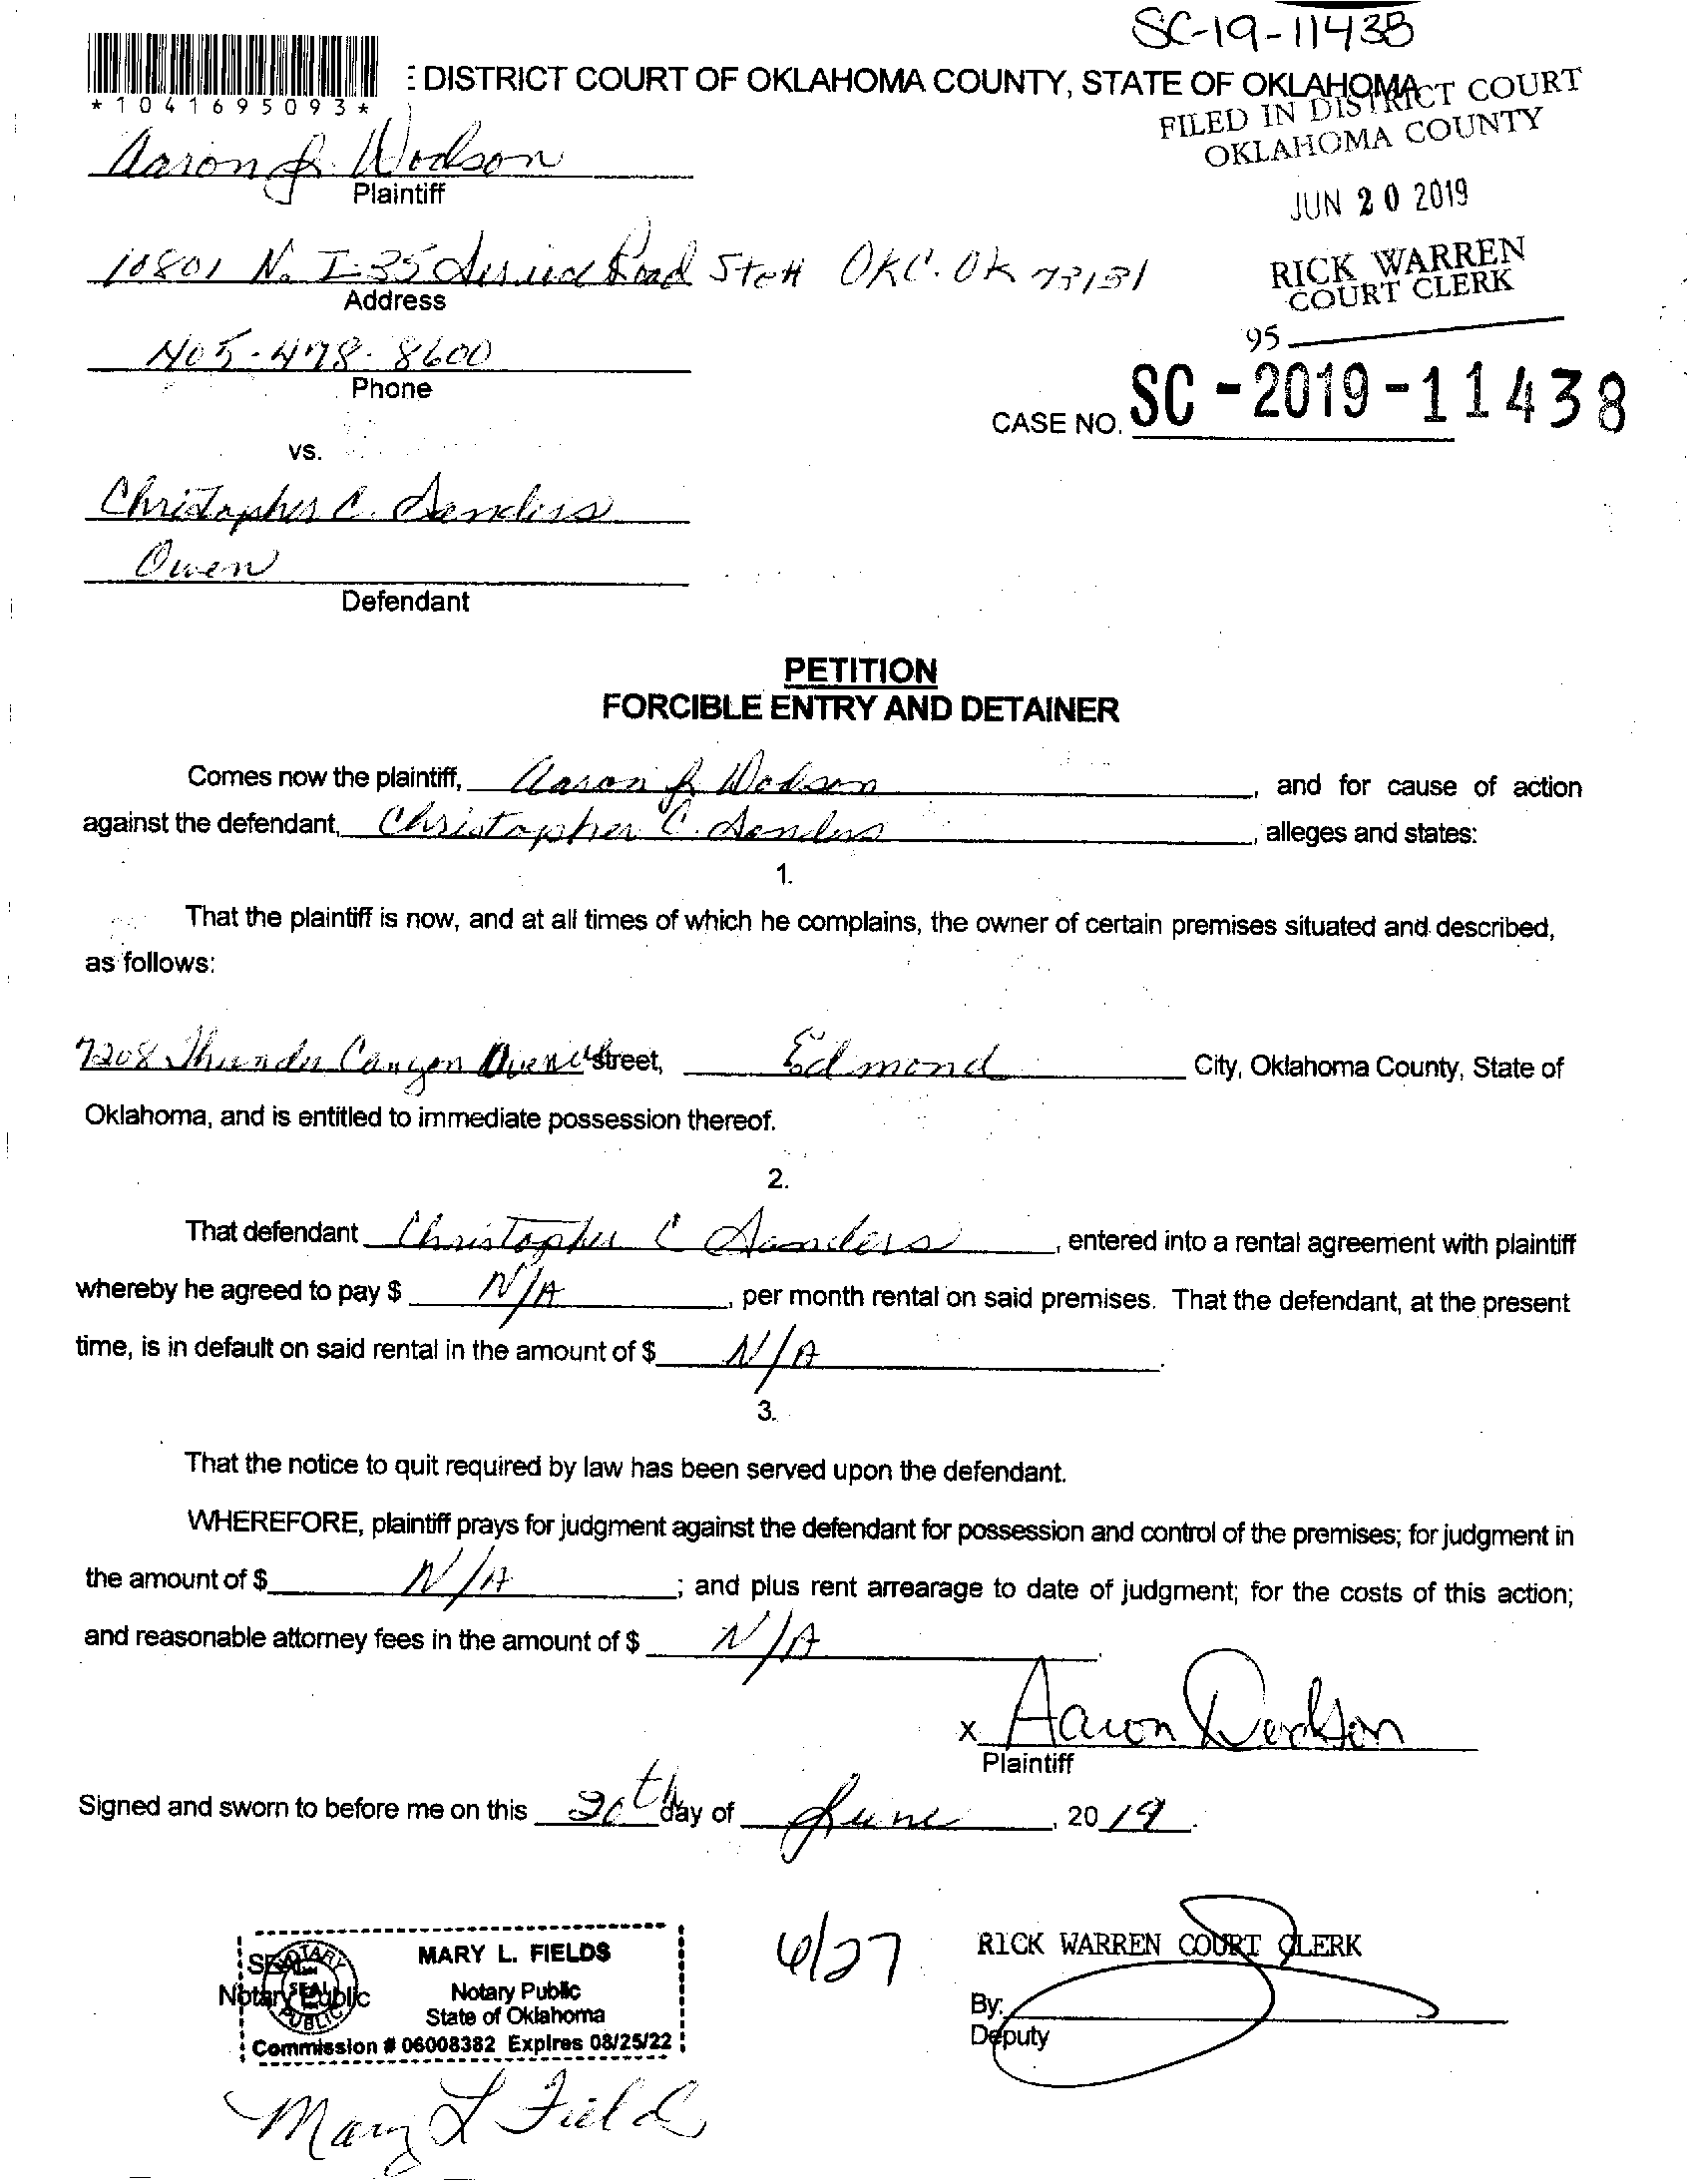 SC-19-11438
*1041695093*
E DISTRICT COURT OF OKLAHOMA COUNTY, STATE OF OKLAHOMA
FILED IN DISTRICT COURT
OKLAHOMA COUNTY
Aaron J. Dodson
Plaintiff
JUN 20 2019
10801 N. I-35 Service Road Ste H OKC. OK 73131
Address
RICK WARREN
COURT CLERK
95
405-478-8600
Phone
CASE NO. SC-2019-11438
vs.
Christopher C. Sanders
Owen
Defendant
PETITION
FORCIBLE ENTRY AND DETAINER
Comes now the plaintiff, Aaron J. Dodson, and for cause of action
against the defendant, Christopher C. Sanders, alleges and states:
1.
That the plaintiff is now, and at all times of which he complains, the owner of certain premises situated and described,
as follows:
7208 Thunder Canyon Avenue street, Edmond City, Oklahoma County, State of
Oklahoma, and is entitled to immediate possession thereof.
2.
That defendant Christopher C Sanders, entered into a rental agreement with plaintiff
whereby he agreed to pay $ N/A, per month rental on said premises. That the defendant, at the present
time, is in default on said rental in the amount of $ N/A.
3.
That the notice to quit required by law has been served upon the defendant.
WHEREFORE, plaintiff prays for judgment against the defendant for possession and control of the premises; for judgment in
the amount of $ N/A; and plus rent arrearage to date of judgment; for the costs of this action;
and reasonable attorney fees in the amount of $ N/A.
x Aaron Dodson
Plaintiff
Signed and sworn to before me on this 20th day of June, 2019.
SEAL
Notary Public
NOTARY
SEAL
PUBLIC
MARY L. FIELDS
Notary Public
State of Oklahoma
Commission # 06008382 Expires 08/25/22
6/27
RICK WARREN COURT CLERK
By:
Deputy
Mary L Fields